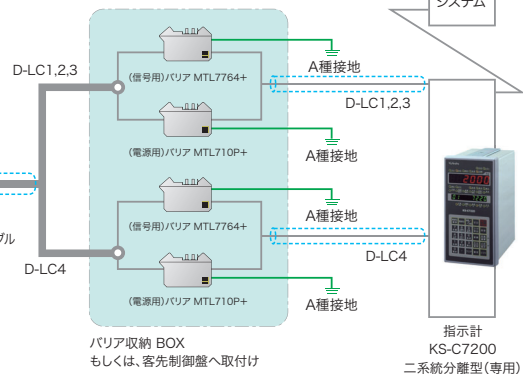 システム
D-LC1,2,3
(信号用)バリア MTL7764+
A種接地
D-LC1,2,3
(電源用)バリア MTL710P+
A種接地
(信号用)バリア MTL7764+
A種接地
ブル
D-LC4
D-LC4
(電源用)バリア MTL710P+
A種接地
バリア収納 BOX
もしくは、客先制御盤へ取付け
指示計
KS-C7200
二系統分離型(専用)